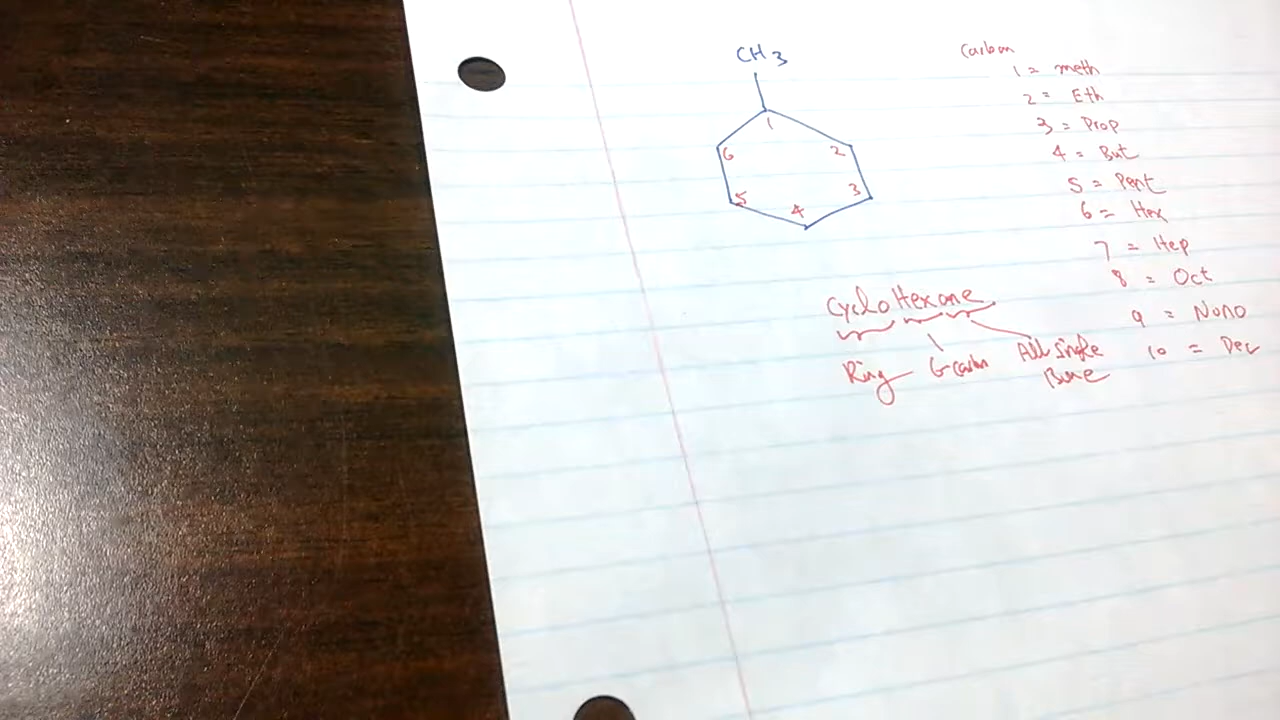 CH3
1
6
2
5
3
4
Carbon
1 = meth
2 = Eth
3 = Prop
4 = But
5 = Pent
6 = Hex
7 = Hep
8 = Oct
9 = Nono
10 = Dec
CycloHexane
Ring 6-carbon All single